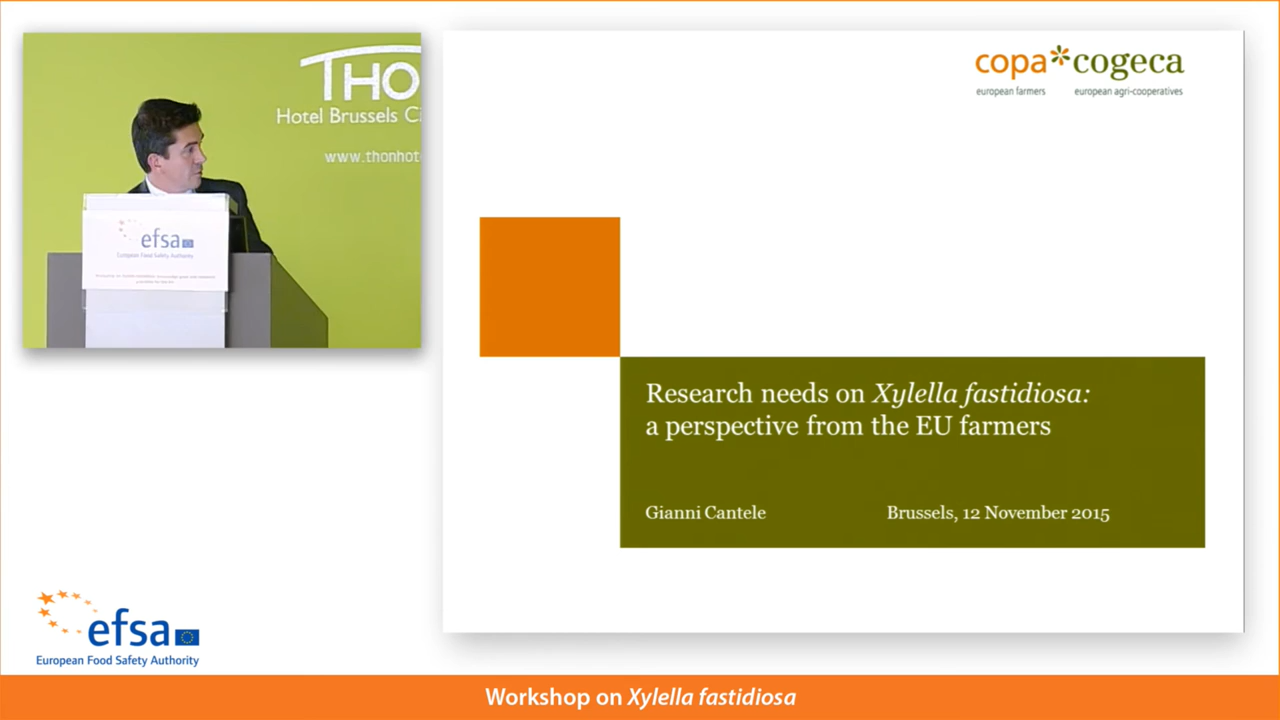 THO
Hotel Brussels Ci
www.thonhot
efsa
European Food Safety Authority
copa*cogeca
european farmers european agri-cooperatives
Research needs on Xylella fastidiosa:
a perspective from the EU farmers
Gianni Cantele Brussels, 12 November 2015
efsa
European Food Safety Authority
Workshop on Xylella fastidiosa